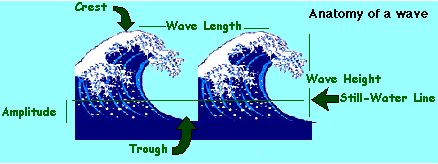 Crest
Wave Length
Anatomy of a wave
Wave Height
Still-Water Line
Amplitude
Trough